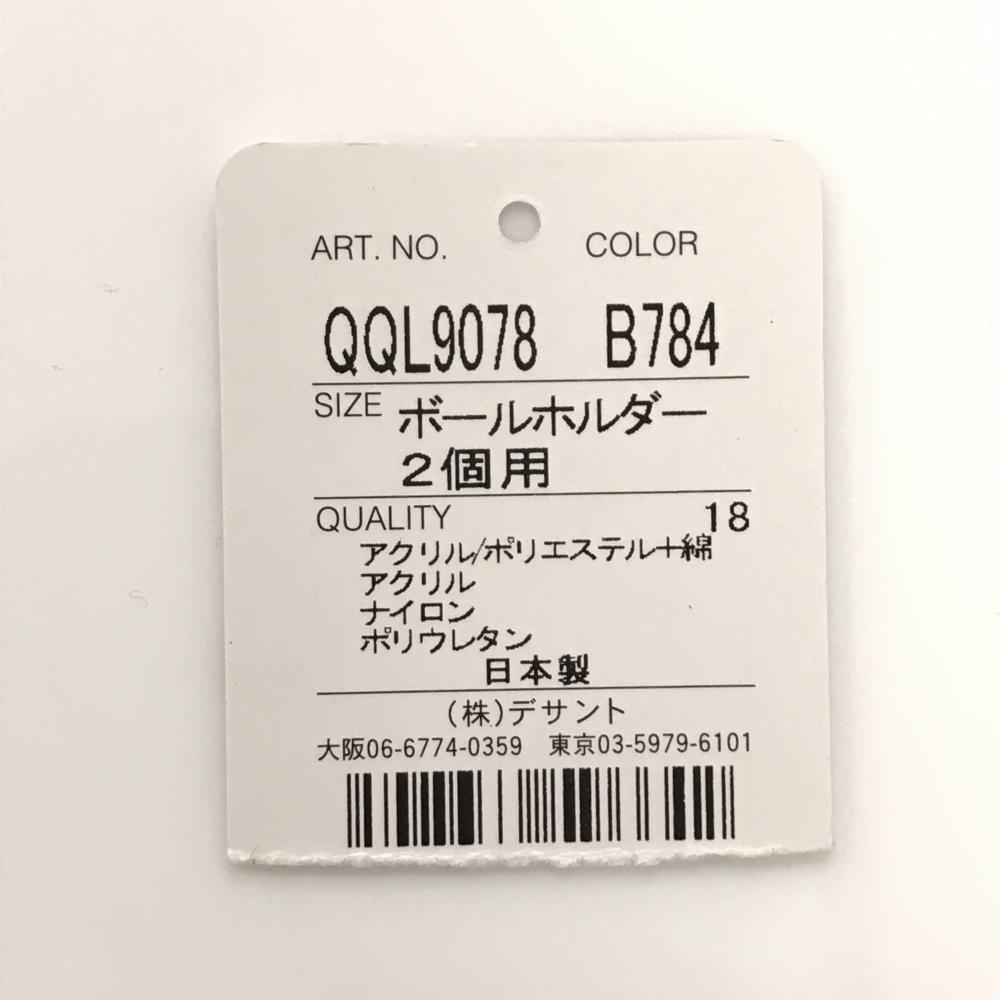 ART. NO. COLOR
QQL9078 B784
SIZE ボールホルダー
2個用
QUALITY 18
アクリル/ポリエステル+綿
アクリル
ナイロン
ポリウレタン
日本製
(株)デサント
大阪06-6774-0359 東京03-5979-6101